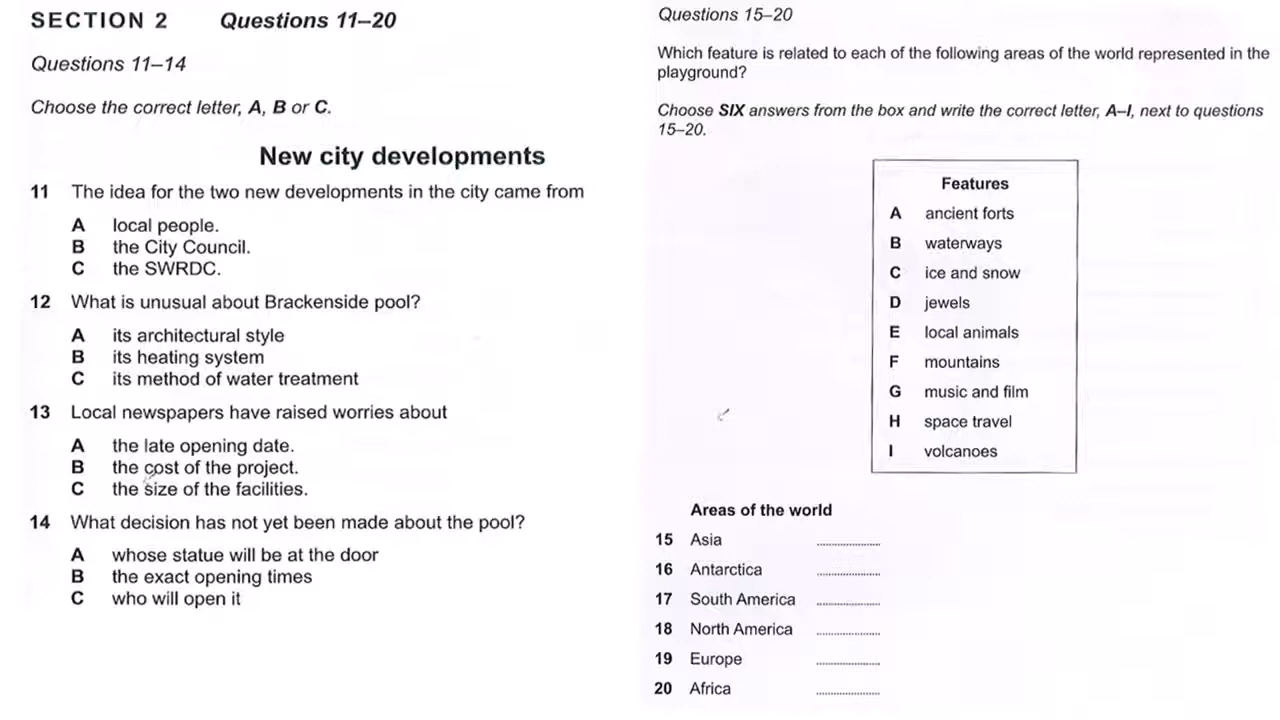 SECTION 2 Questions 11–20
Questions 11–14
Choose the correct letter, A, B or C.
New city developments
11 The idea for the two new developments in the city came from
A local people.
B the City Council.
C the SWRDC.
12 What is unusual about Brackenside pool?
A its architectural style
B its heating system
C its method of water treatment
13 Local newspapers have raised worries about
A the late opening date.
B the cost of the project.
C the size of the facilities.
14 What decision has not yet been made about the pool?
A whose statue will be at the door
B the exact opening times
C who will open it
Questions 15–20
Which feature is related to each of the following areas of the world represented in the
playground?
Choose SIX answers from the box and write the correct letter, A–I, next to questions
15–20.
Features
A ancient forts
B waterways
C ice and snow
D jewels
E local animals
F mountains
G music and film
H space travel
I volcanoes
Areas of the world
15 Asia ....................
16 Antarctica ....................
17 South America ....................
18 North America ....................
19 Europe ....................
20 Africa ....................